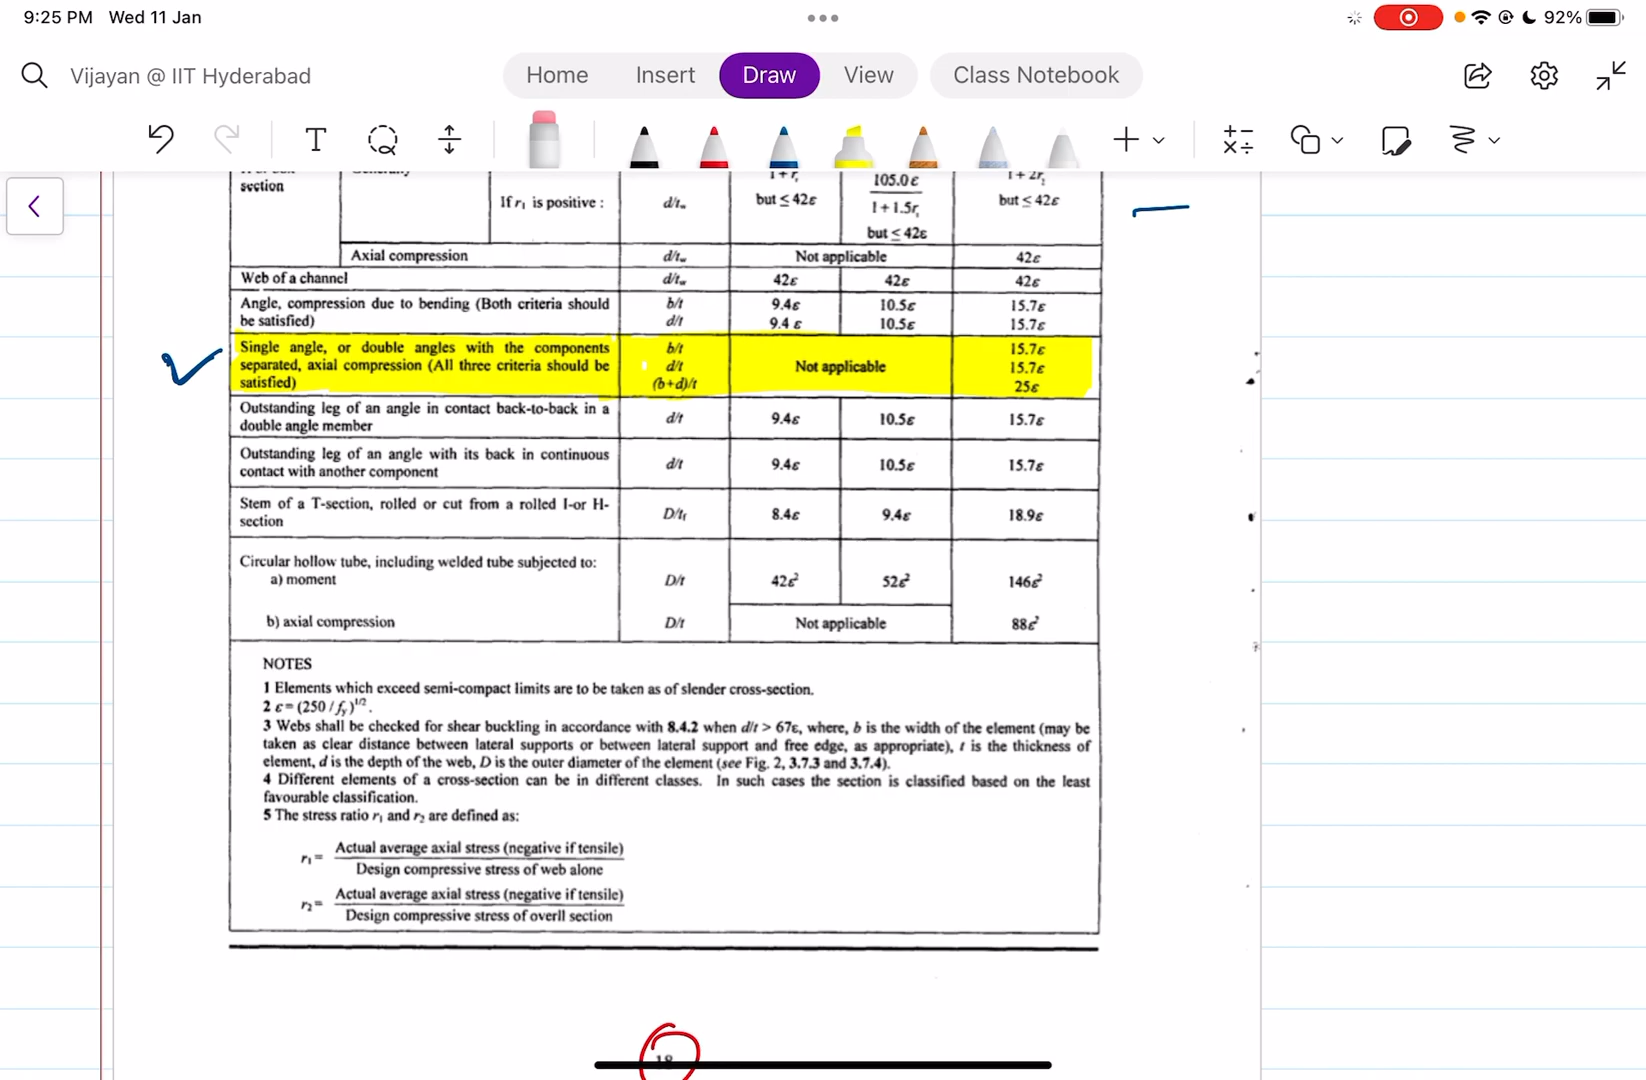 9:25 PM Wed 11 Jan
92%
Vijayan @ IIT Hyderabad
Home Insert Draw View Class Notebook
T
section
If r₁ is positive :
d/tw
1+r₁
but ≤ 42ε
105.0 ε
1+1.5r₁
but ≤ 42ε
1+2r₂
but ≤ 42ε
Axial compression d/tw Not applicable 42ε
Web of a channel d/tw 42ε 42ε 42ε
Angle, compression due to bending (Both criteria should b/t 9.4ε 10.5ε 15.7ε
be satisfied) d/t 9.4 ε 10.5ε 15.7ε
Single angle, or double angles with the components b/t 15.7ε
separated, axial compression (All three criteria should be d/t Not applicable 15.7ε
satisfied) (b+d)/t 25ε
Outstanding leg of an angle in contact back-to-back in a
double angle member
d/t 9.4ε 10.5ε 15.7ε
Outstanding leg of an angle with its back in continuous
contact with another component
d/t 9.4ε 10.5ε 15.7ε
Stem of a T-section, rolled or cut from a rolled I-or H-
section
D/tf 8.4ε 9.4ε 18.9ε
Circular hollow tube, including welded tube subjected to:
a) moment D/t 42ε² 52ε² 146ε²
b) axial compression D/t Not applicable 88ε²
NOTES
1 Elements which exceed semi-compact limits are to be taken as of slender cross-section.
2 ε = (250 / fy)1/2 .
3 Webs shall be checked for shear buckling in accordance with 8.4.2 when d/t > 67ε, where, b is the width of the element (may be
taken as clear distance between lateral supports or between lateral support and free edge, as appropriate), t is the thickness of
element, d is the depth of the web, D is the outer diameter of the element (see Fig. 2, 3.7.3 and 3.7.4).
4 Different elements of a cross-section can be in different classes. In such cases the section is classified based on the least
favourable classification.
5 The stress ratio r₁ and r₂ are defined as:
r₁ = Actual average axial stress (negative if tensile)
Design compressive stress of web alone
r₂ = Actual average axial stress (negative if tensile)
Design compressive stress of overll section
18